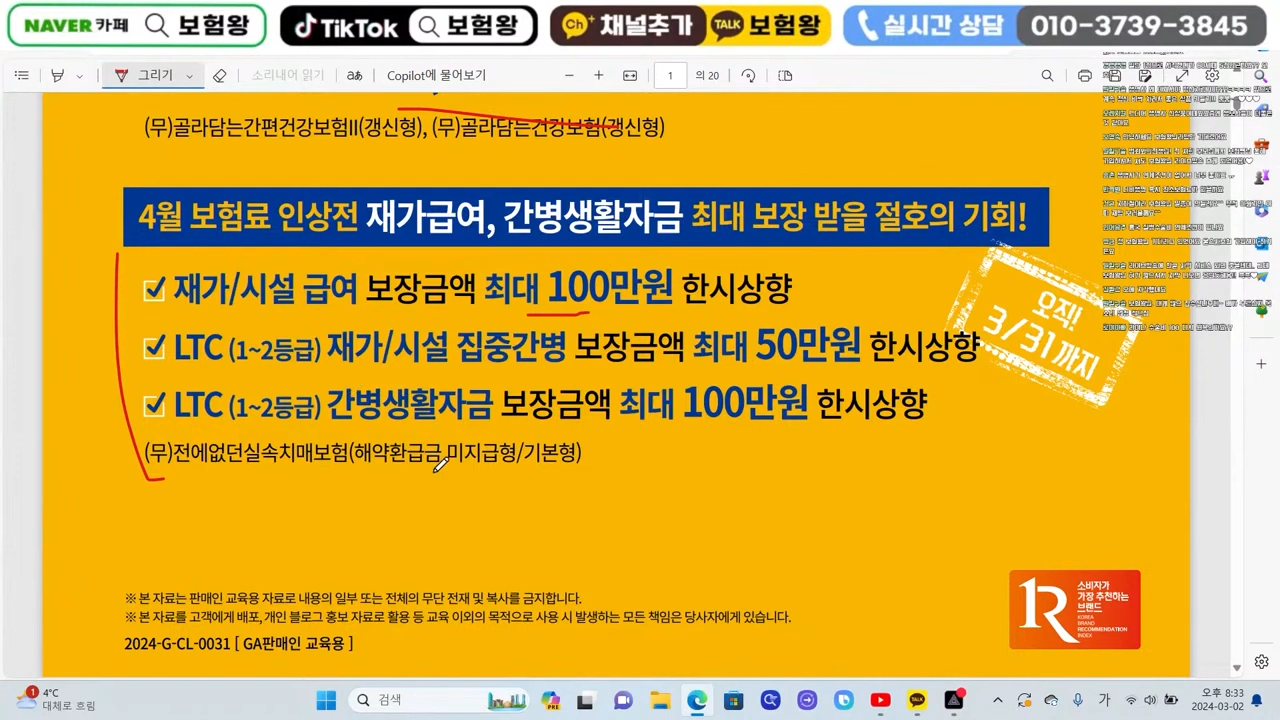 NAVER 카페 보험왕
TikTok 보험왕
Ch+ 채널추가 TALK 보험왕
실시간 상담 010-3739-3845
그리기
소리내어 읽기
가あ
Copilot에 물어보기
1 의 20
(무)골라담는간편건강보험II(갱신형), (무)골라담는건강보험(갱신형)
4월 보험료 인상전 재가급여, 간병생활자금 최대 보장 받을 절호의 기회!
재가/시설 급여 보장금액 최대 100만원 한시상향
LTC (1~2등급) 재가/시설 집중간병 보장금액 최대 50만원 한시상향
LTC (1~2등급) 간병생활자금 보장금액 최대 100만원 한시상향
오직!
3/31까지
(무)전에없던실속치매보험(해약환급금 미지급형/기본형)
※ 본 자료는 판매인 교육용 자료로 내용의 일부 또는 전체의 무단 전재 및 복사를 금지합니다.
※ 본 자료를 고객에게 배포, 개인 블로그 홍보 자료로 활용 등 교육 이외의 목적으로 사용 시 발생하는 모든 책임은 당사자에게 있습니다.
2024-G-CL-0031 [ GA판매인 교육용 ]
소비자가
가장 추천하는
브랜드
KOREA
BRAND
RECOMMENDATION
INDEX
1
4°C
대체로 흐림
검색
PRE
TALK
가
오후 8:33
2024-03-02